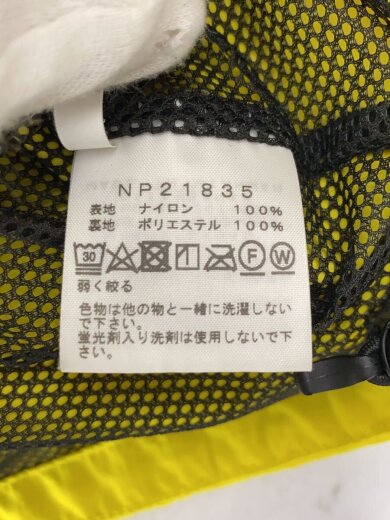 NP21835
表地 ナイロン 100%
裏地 ポリエステル 100%
30 F W
弱く絞る
色物は他の物と一緒に洗濯しない
で下さい。
蛍光剤入り洗剤は使用しないで下
さい。